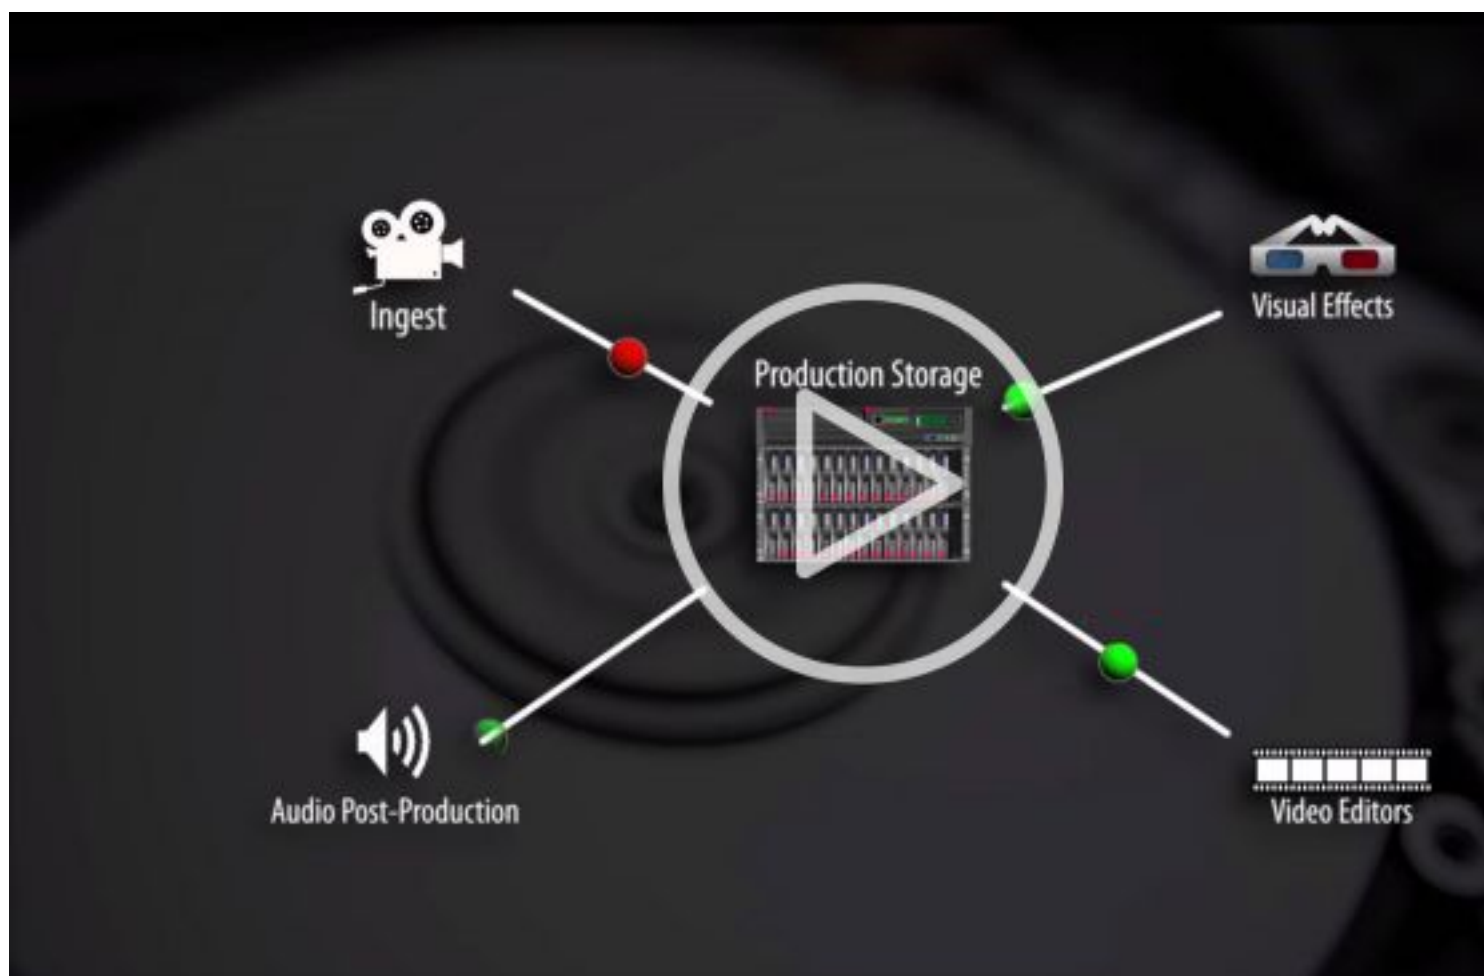 Ingest
Visual Effects
Production Storage
Audio Post-Production
Video Editors